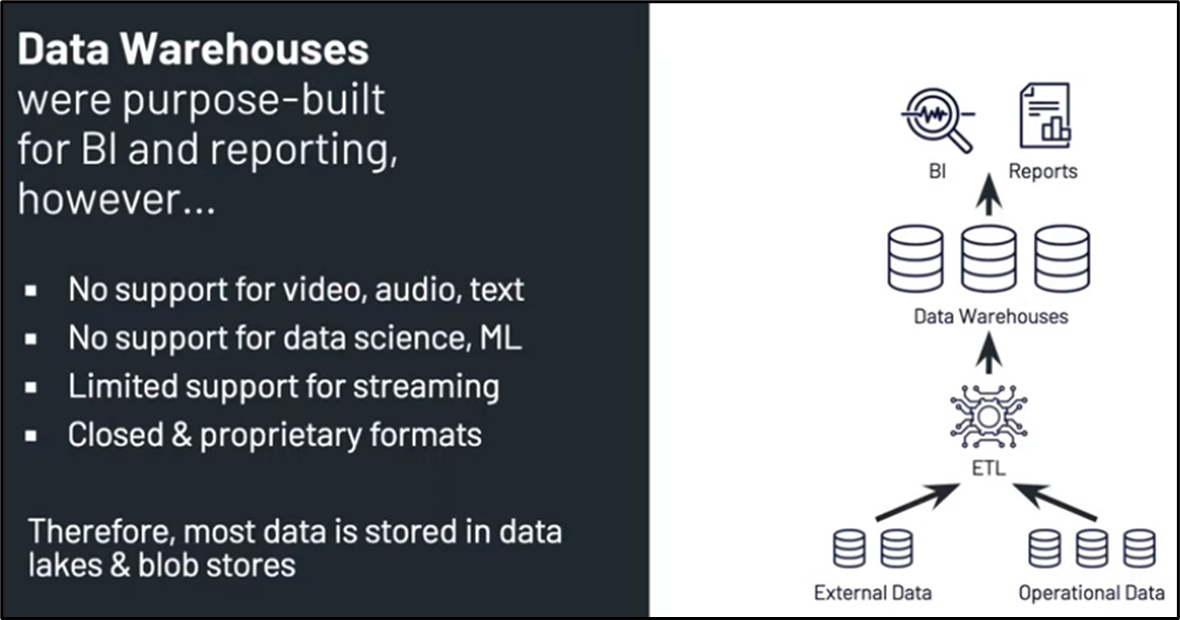 Data Warehouses
were purpose-built
for BI and reporting,
however...
▪ No support for video, audio, text
▪ No support for data science, ML
▪ Limited support for streaming
▪ Closed & proprietary formats
Therefore, most data is stored in data
lakes & blob stores
BI
Reports
Data Warehouses
ETL
External Data
Operational Data